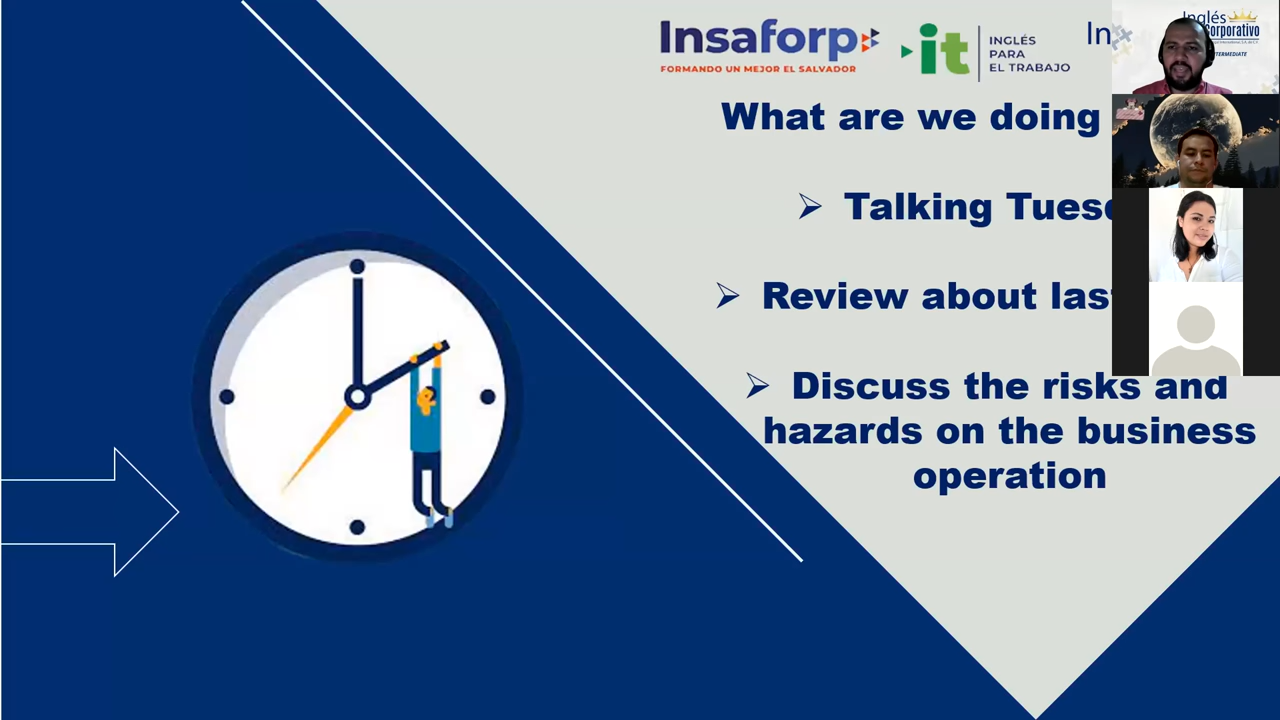 Insaforp
FORMANDO UN MEJOR EL SALVADOR
it
INGLÉS
PARA
EL TRABAJO
In
Inglés
Corporativo
What are we doing
Talking Tues
Review about las
Discuss the risks and
hazards on the business
operation